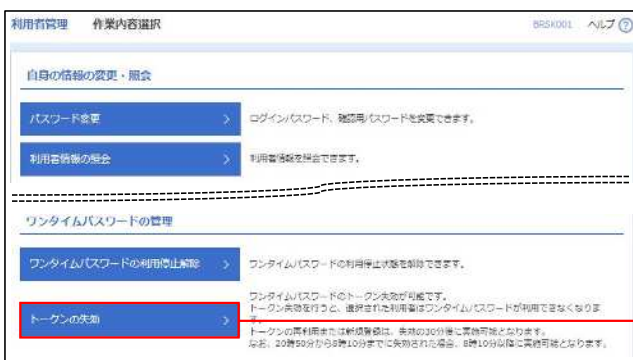 利用者管理 作業内容選択 BRSK001 ヘルプ ?
自身の情報の変更・照会
パスワード変更 > ログインパスワード、確認用パスワードを変更できます。
利用者情報の照会 > 利用者情報を照会できます。
ワンタイムパスワードの管理
ワンタイムパスワードの利用停止解除 > ワンタイムパスワードの利用停止状態を解除できます。
ワンタイムパスワードのトークン失効が可能です。
トークンの失効 > トークン失効を行うと、選択された利用者はワンタイムパスワードが利用できなくなりま
す。
トークンの再利用または新規登録は、失効の30分後に実施可能となります。
なお、20時50分から8時10分までに失効された場合、8時10分以降に実施可能となります。